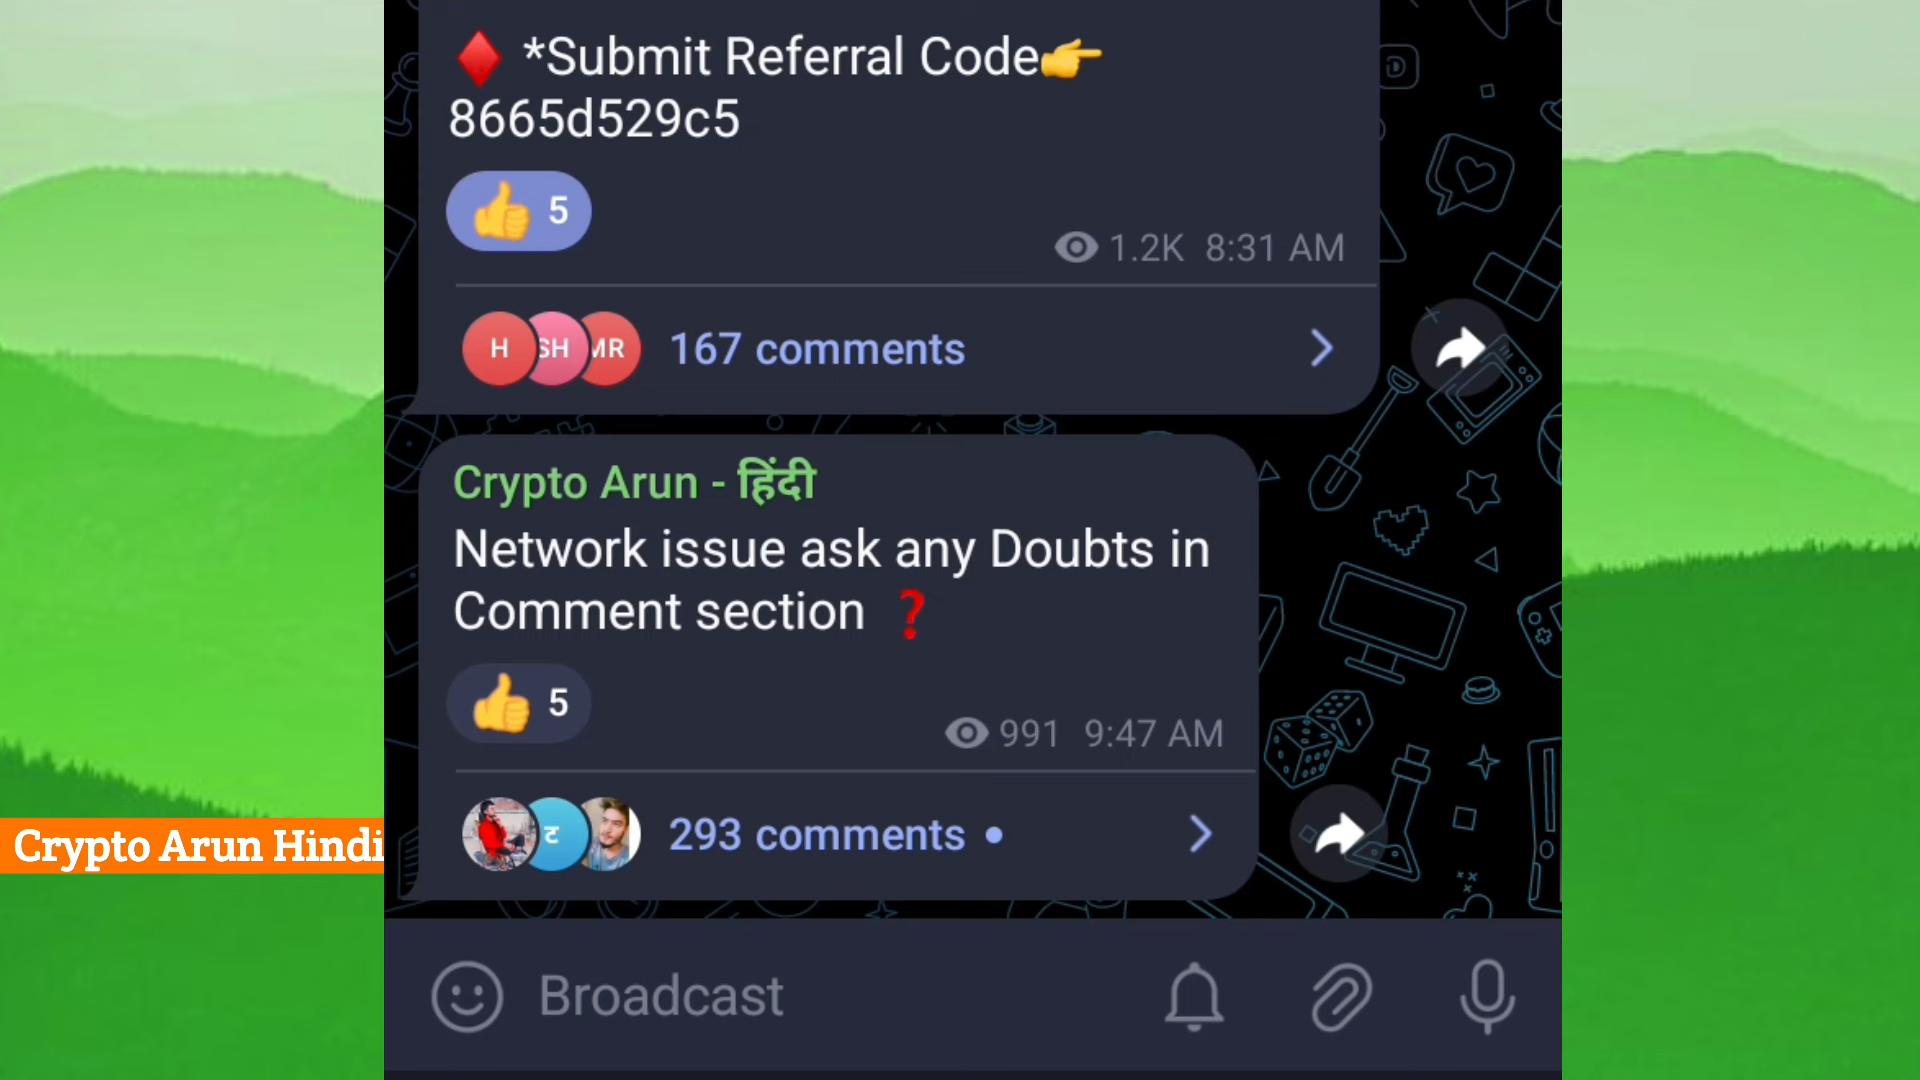 ♦️ *Submit Referral Code👉
8665d529c5
👍 5
1.2K 8:31 AM
H SH MR 167 comments
Crypto Arun - हिंदी
Network issue ask any Doubts in
Comment section ❓
👍 5
991 9:47 AM
ट 293 comments
Crypto Arun Hindi
Broadcast